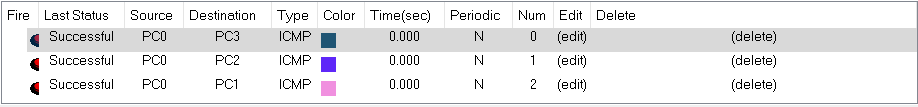 Fire Last Status Source Destination Type Color Time(sec) Periodic Num Edit Delete
Successful PC0 PC3 ICMP 0.000 N 0 (edit) (delete)
Successful PC0 PC2 ICMP 0.000 N 1 (edit) (delete)
Successful PC0 PC1 ICMP 0.000 N 2 (edit) (delete)